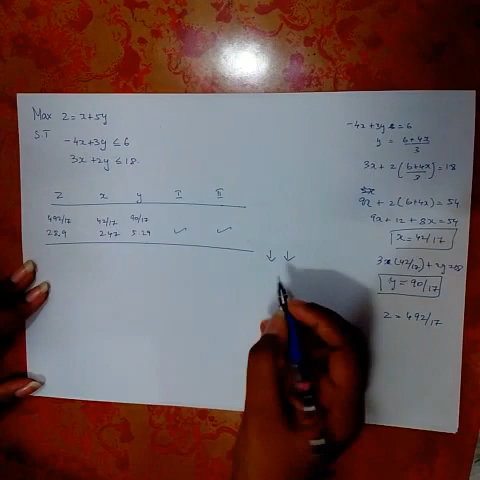 Max Z = x+5y
S.T
-4x+3y ≤ 6
3x+2y ≤ 18
Z x y I II
492/17 42/17 90/17
28.9 2.47 5.29 ✓ ✓
↓ ↓
-4x+3y = 6
y = (6+4x)/3
3x + 2((6+4x)/3) = 18
9x + 2(6+4x) = 54
9x+12+8x = 54
x = 42/17
3(42/17) + 2y = 18
y = 90/17
Z = 492/17